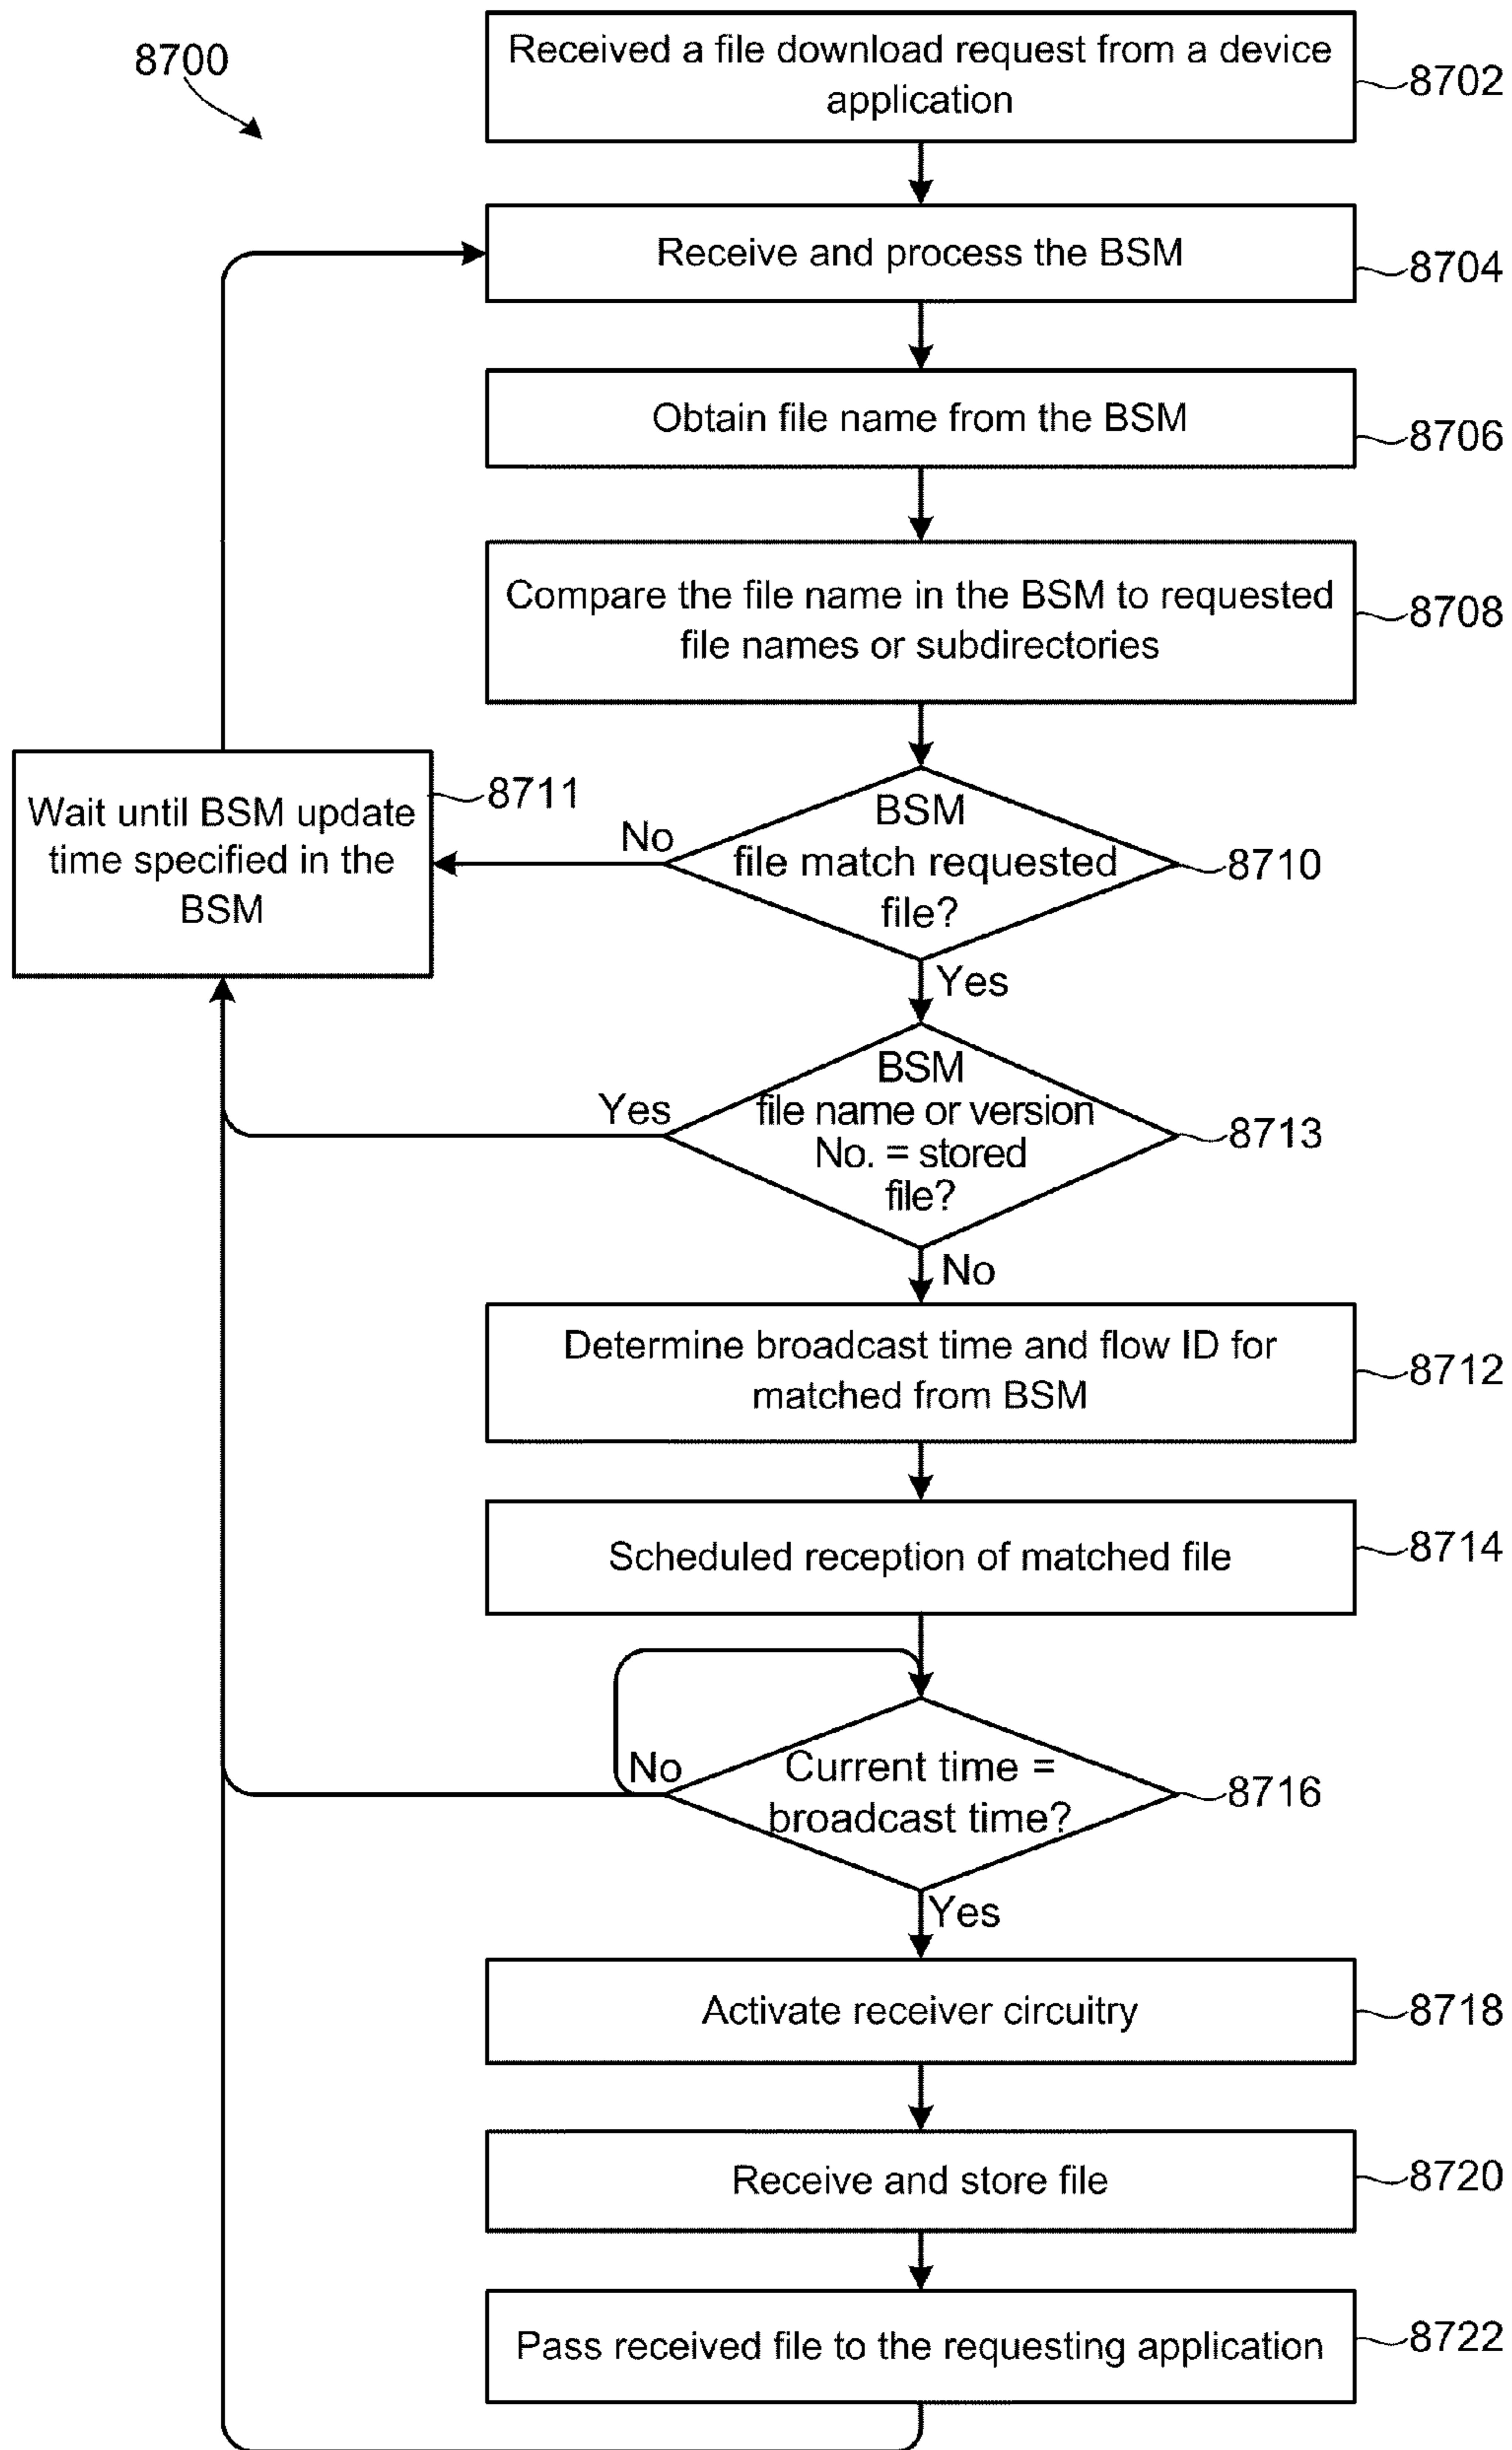 8700
Received a file download request from a device
application
8702
Receive and process the BSM
8704
Obtain file name from the BSM
8706
Compare the file name in the BSM to requested
file names or subdirectories
8708
Wait until BSM update
time specified in the
BSM
8711
No
BSM
file match requested
file?
8710
Yes
Yes
BSM
file name or version
No. = stored
file?
8713
No
Determine broadcast time and flow ID for
matched from BSM
8712
Scheduled reception of matched file
8714
No
Current time =
broadcast time?
8716
Yes
Activate receiver circuitry
8718
Receive and store file
8720
Pass received file to the requesting application
8722